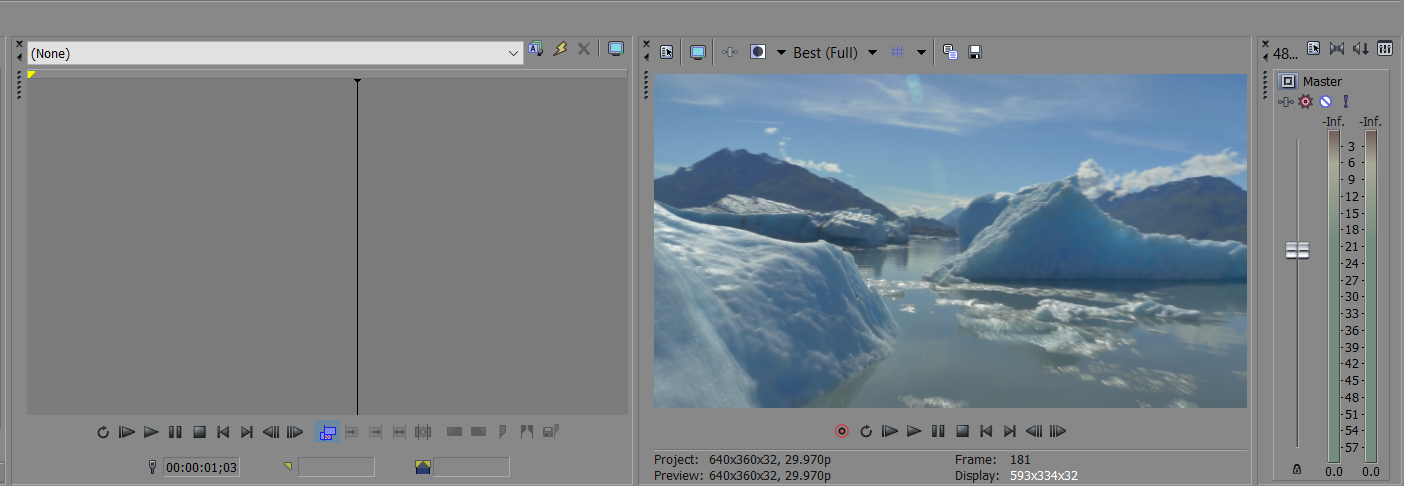 (None)
00:00:01;03
Best (Full)
Project: 640x360x32, 29.970p
Preview: 640x360x32, 29.970p
Frame: 181
Display: 593x334x32
48...
Master
-Inf. -Inf.
3
6
9
12
15
18
21
24
27
30
33
36
39
42
45
48
51
54
57
0.0 0.0